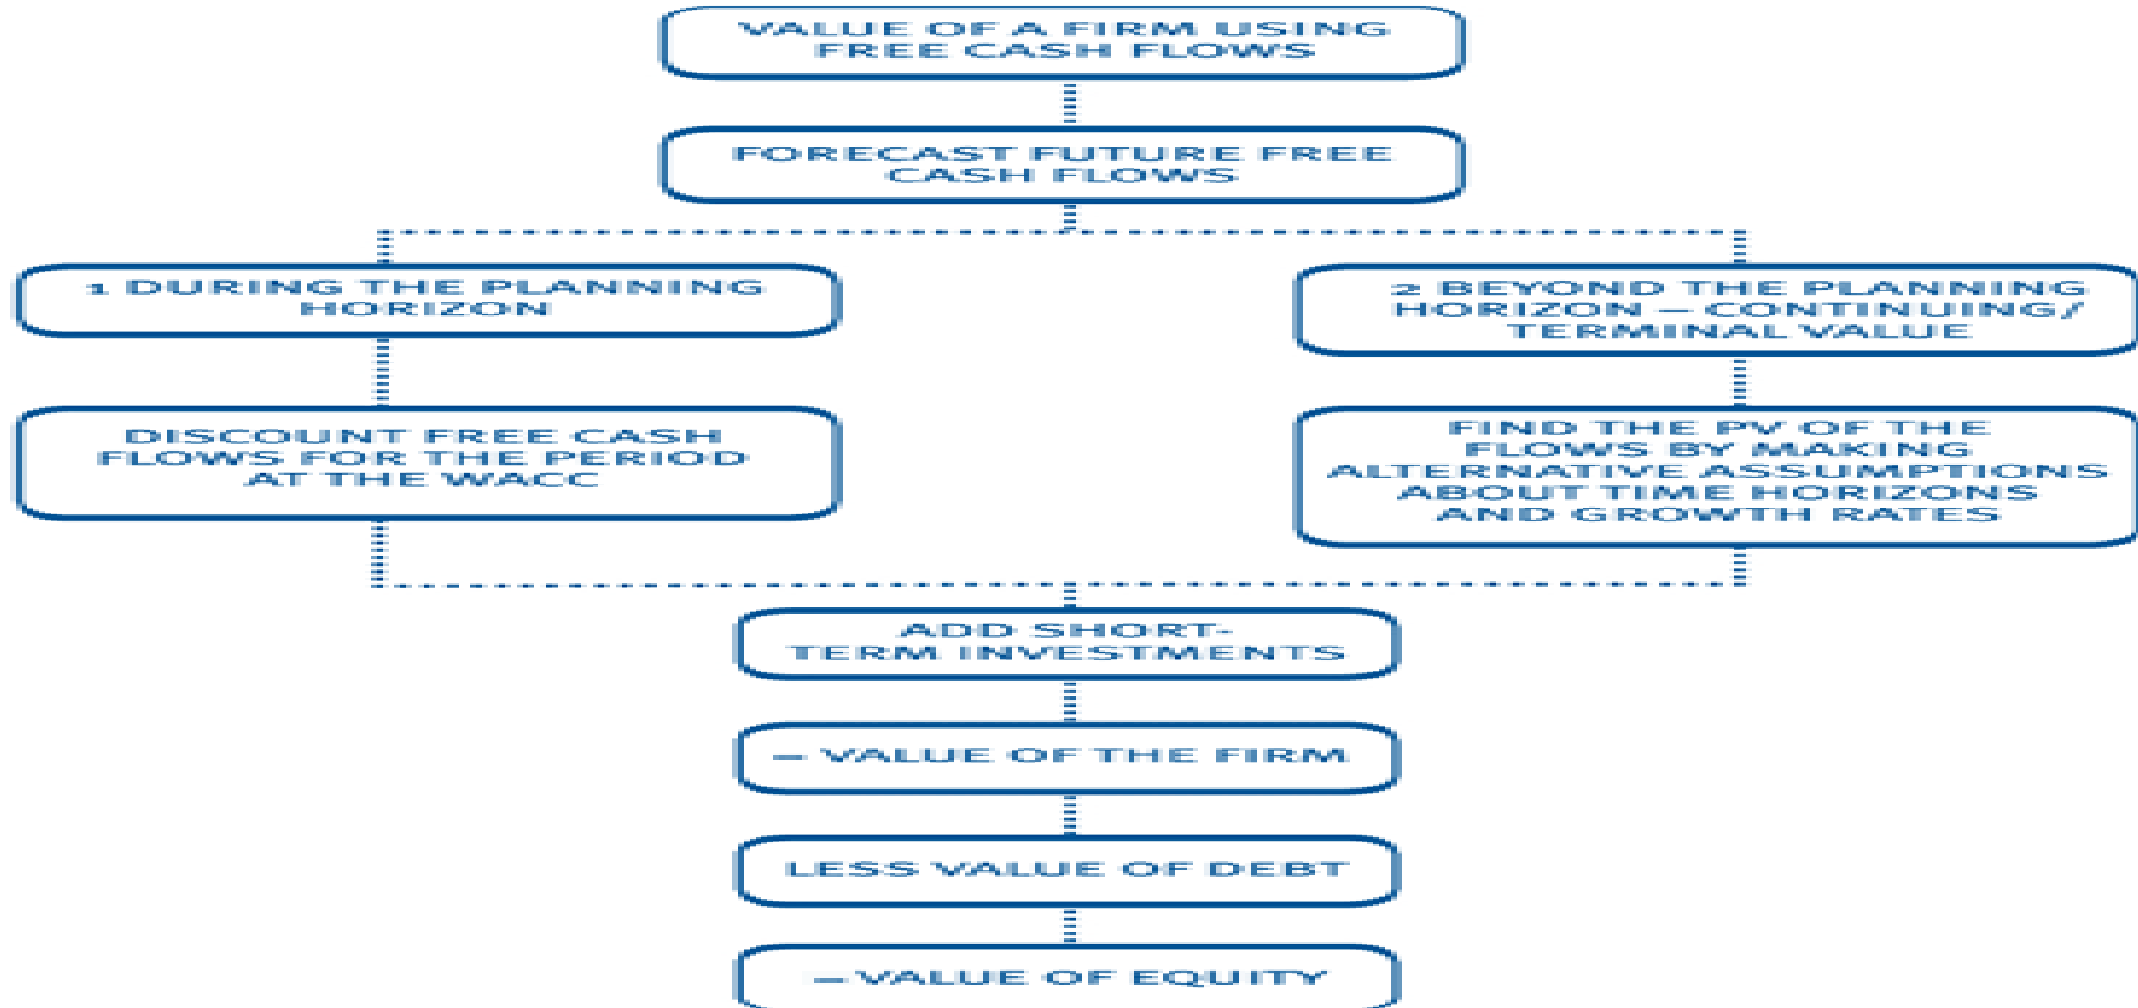 VALUE OF A FIRM USING
FREE CASH FLOWS
FORECAST FUTURE FREE
CASH FLOWS
1 DURING THE PLANNING
HORIZON
2 BEYOND THE PLANNING
HORIZON – CONTINUING/
TERMINAL VALUE
DISCOUNT FREE CASH
FLOWS FOR THE PERIOD
AT THE WACC
FIND THE PV OF THE
FLOWS BY MAKING
ALTERNATIVE ASSUMPTIONS
ABOUT TIME HORIZONS
AND GROWTH RATES
ADD SHORT-
TERM INVESTMENTS
= VALUE OF THE FIRM
LESS VALUE OF DEBT
= VALUE OF EQUITY